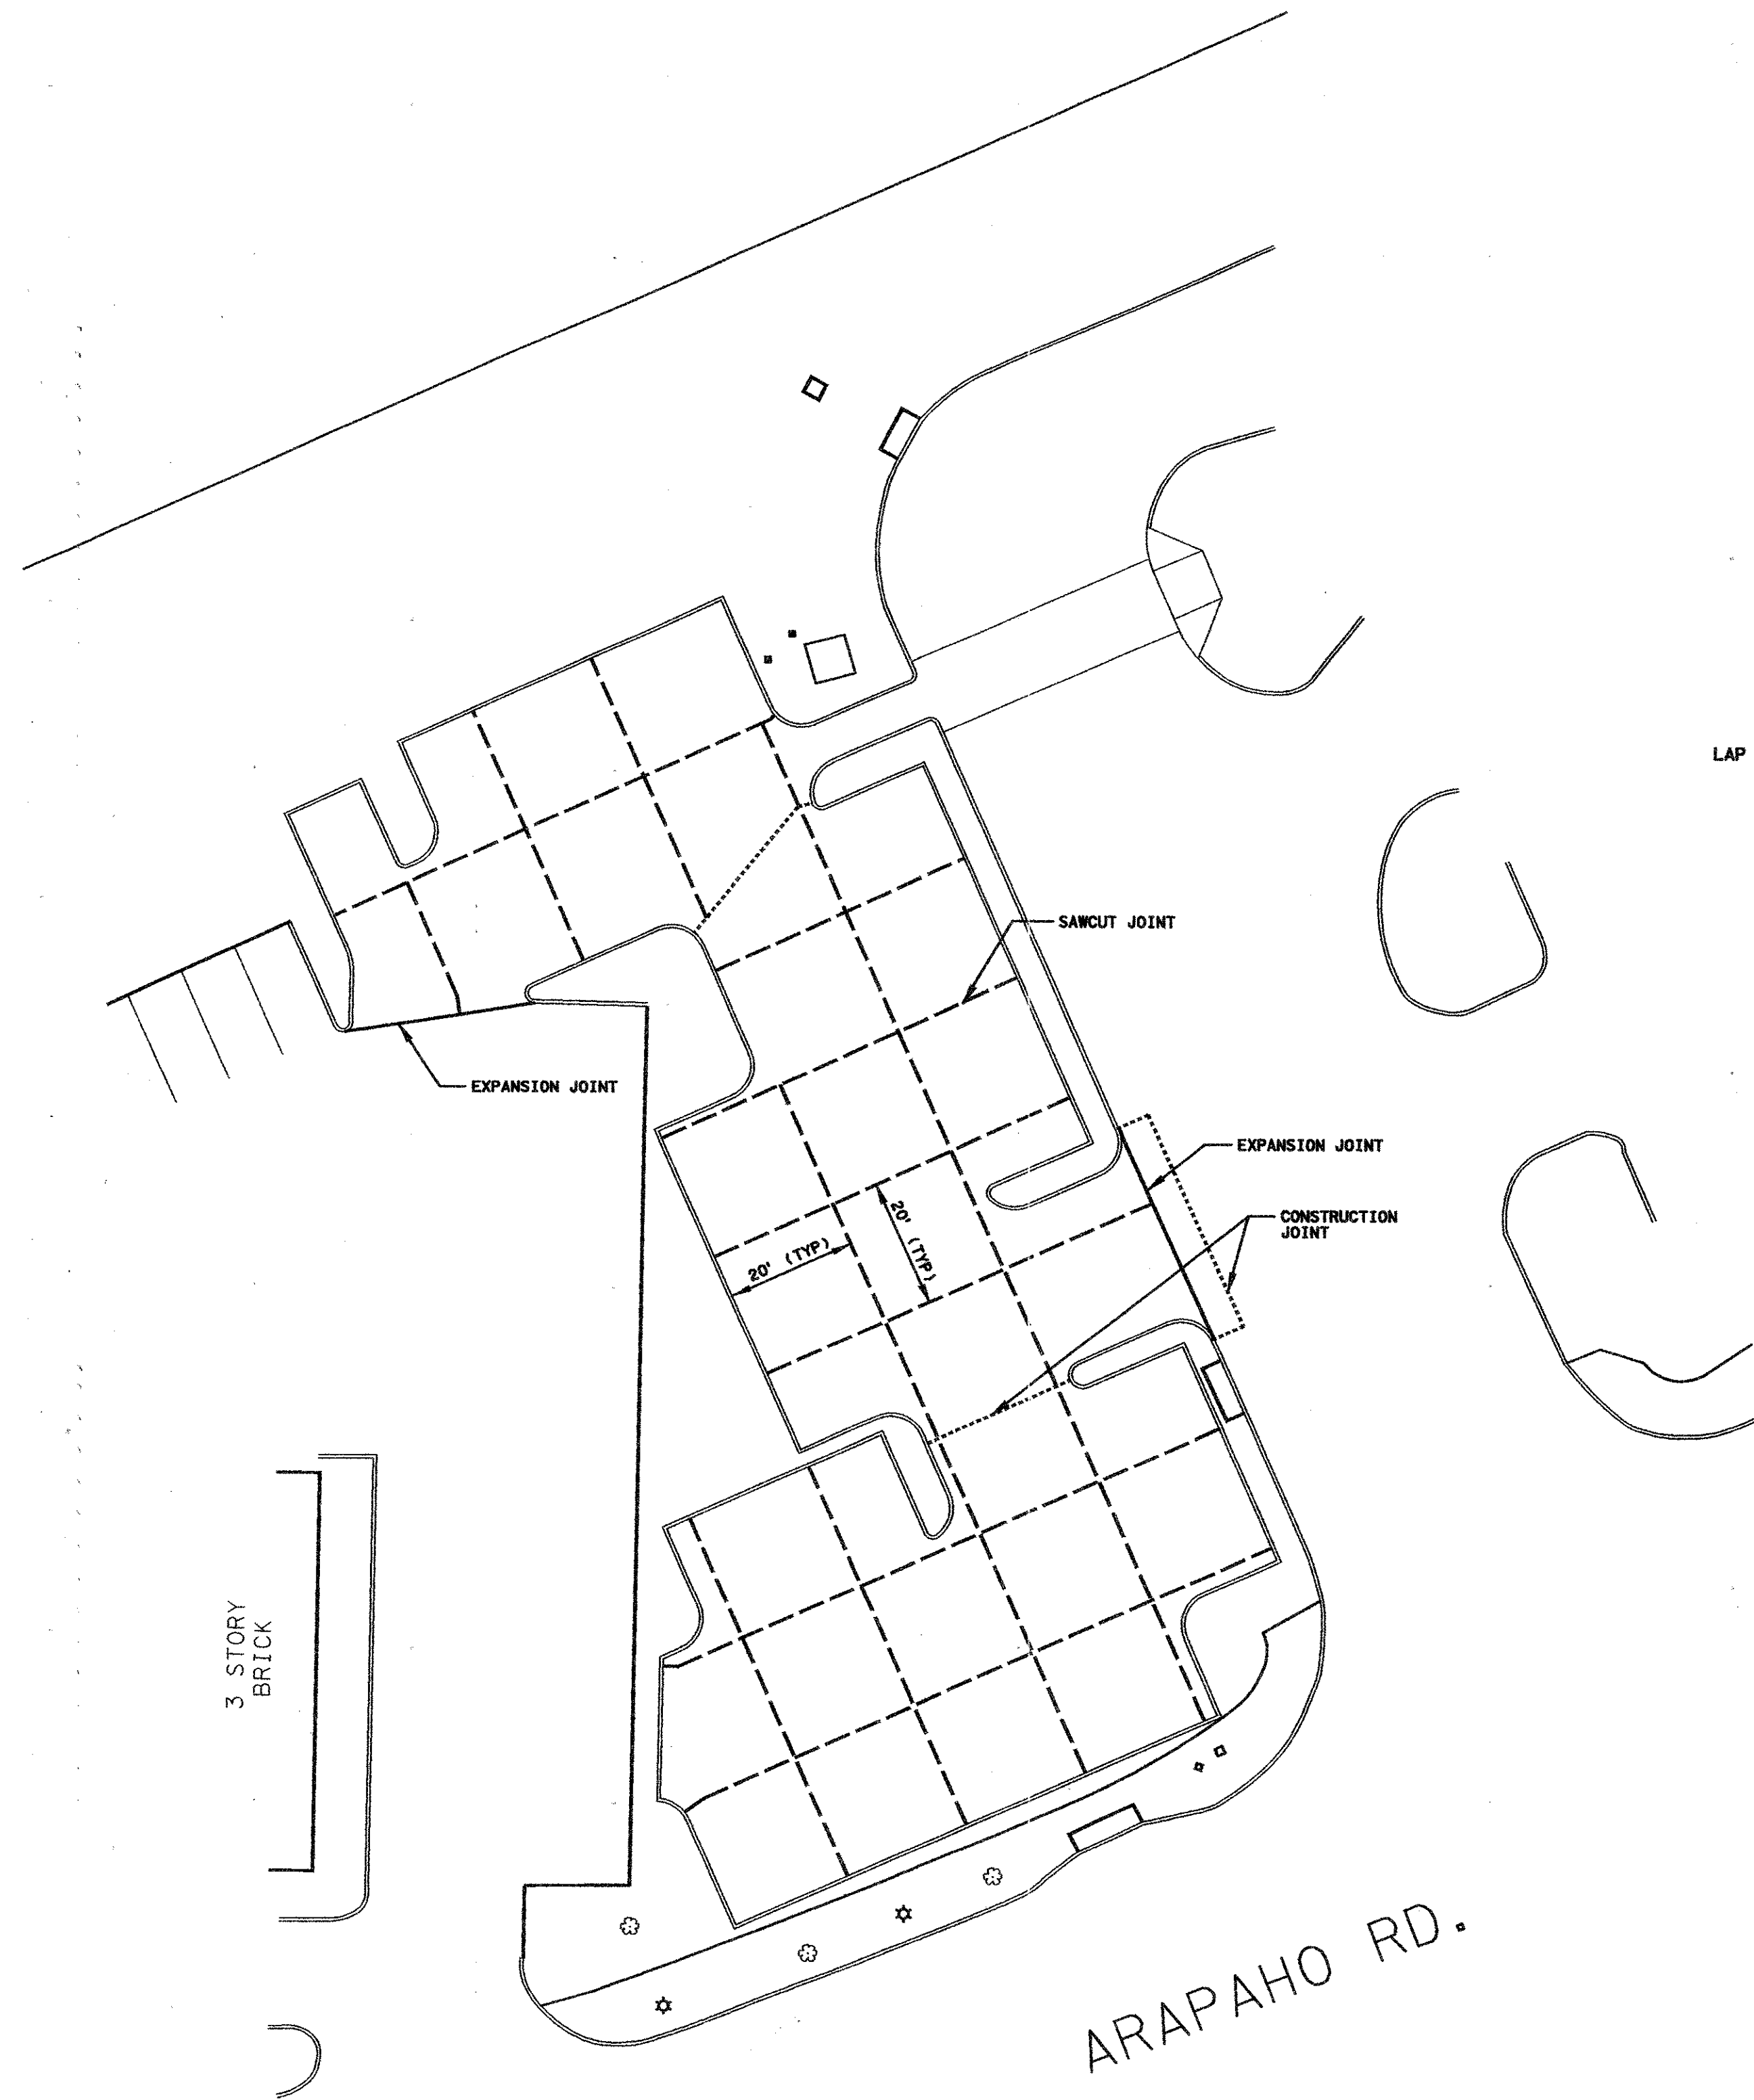 LAP
SAWCUT JOINT
EXPANSION JOINT
EXPANSION JOINT
CONSTRUCTION
JOINT
20' (TYP)
20' (TYP)
3 STORY
BRICK
ARAPAHO RD.